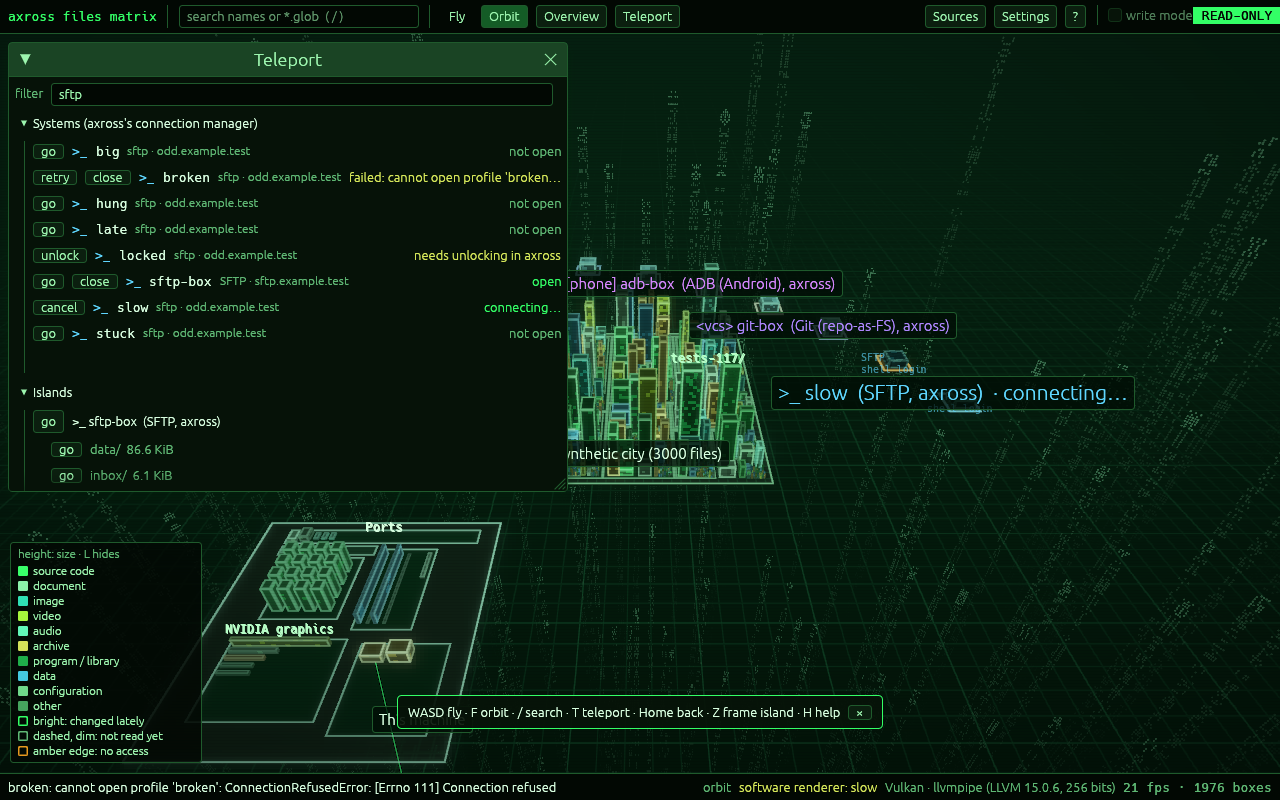 axross files matrix search names or *.glob (/) Fly Orbit Overview Teleport Sources Settings ? write mode READ-ONLY
▼ Teleport ×
filter sftp
▼ Systems (axross's connection manager)
go >_ big sftp · odd.example.test not open
retry close >_ broken sftp · odd.example.test failed: cannot open profile 'broken…
go >_ hung sftp · odd.example.test not open
go >_ late sftp · odd.example.test not open
unlock >_ locked sftp · odd.example.test needs unlocking in axross
go close >_ sftp-box SFTP · sftp.example.test open
cancel >_ slow sftp · odd.example.test connecting…
go >_ stuck sftp · odd.example.test not open
▼ Islands
go >_ sftp-box (SFTP, axross)
go data/ 86.6 KiB
go inbox/ 6.1 KiB
[phone] adb-box (ADB (Android), axross)
<vcs> git-box (Git (repo-as-FS), axross)
tests-117/
SFTP
shell login
>_ slow (SFTP, axross) · connecting…
ynthetic city (3000 files)
Ports
NVIDIA graphics
height: size · L hides
source code
document
image
video
audio
archive
program / library
data
configuration
other
bright: changed lately
dashed, dim: not read yet
amber edge: no access
WASD fly · F orbit · / search · T teleport · Home back · Z frame island · H help ×
broken: cannot open profile 'broken': ConnectionRefusedError: [Errno 111] Connection refused
orbit software renderer: slow Vulkan · llvmpipe (LLVM 15.0.6, 256 bits) 21 fps · 1976 boxes